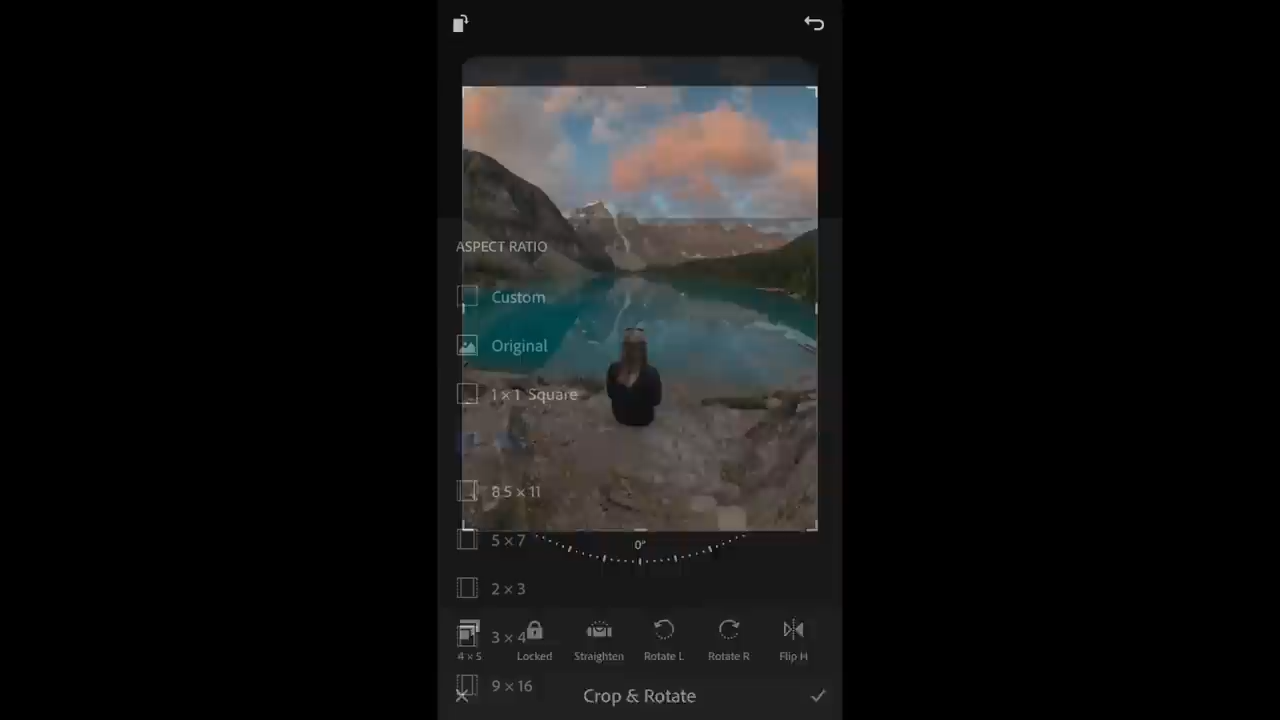 ASPECT RATIO
Custom
Original
1 × 1 Square
8.5 × 11
5 × 7
0°
2 × 3
3 × 4
4 × 5
Locked
Straighten
Rotate L
Rotate R
Flip H
9 × 16
Crop & Rotate